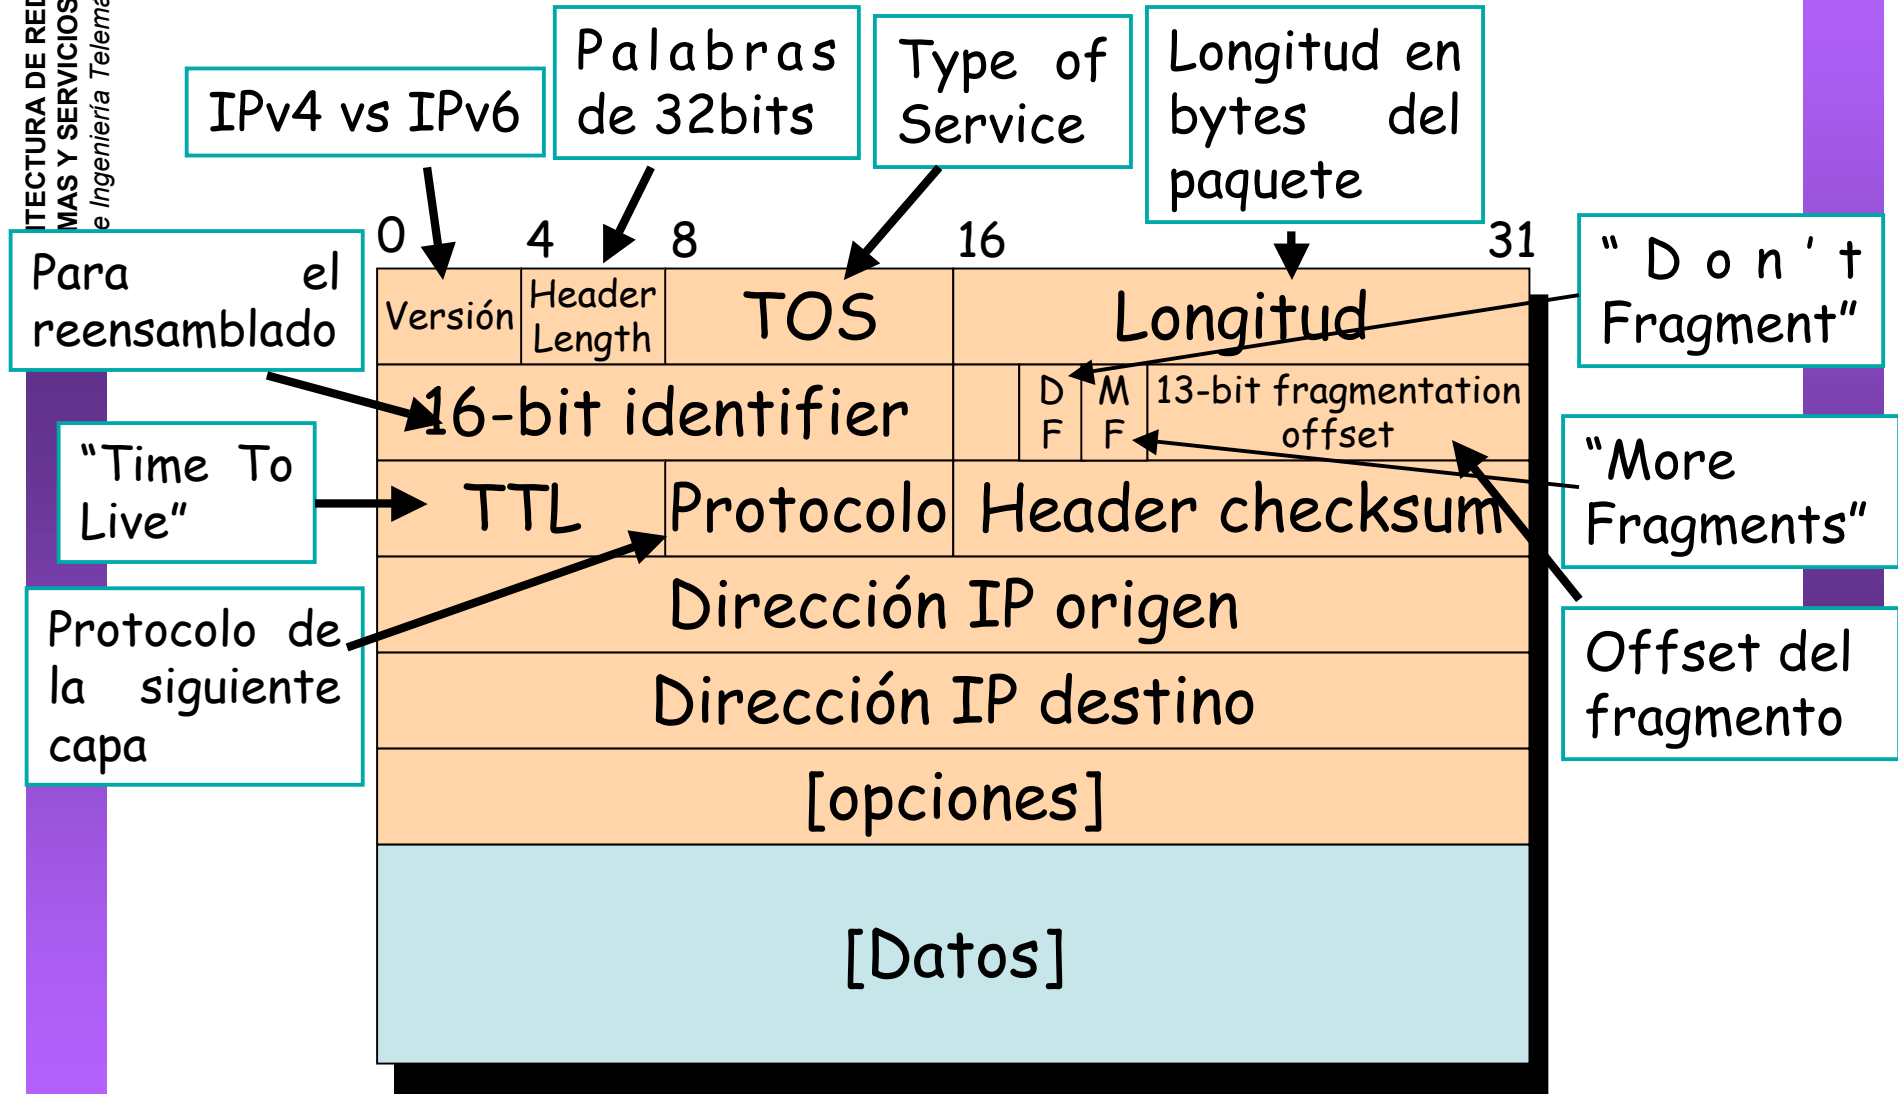 Palabras
de 32bits
Type of
Service
Longitud en
bytes del
paquete
IPv4 vs IPv6
0 4 8 16 31
Para el
reensamblado
"Time To
Live"
Protocolo de
la siguiente
capa
"Don't
Fragment"
"More
Fragments"
Offset del
fragmento
Versión
Header
Length
TOS
Longitud
16-bit identifier
D
F
M
F
13-bit fragmentation
offset
TTL
Protocolo
Header checksum
Dirección IP origen
Dirección IP destino
[opciones]
[Datos]
ITECTURA DE RED
MAS Y SERVICIOS
e Ingeniería Telemá